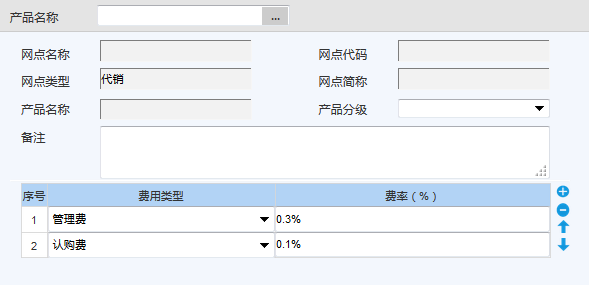 产品名称 ...
网点名称 网点代码
网点类型 代销 网点简称
产品名称 产品分级
备注
序号 费用类型 费率（%）
1 管理费 0.3%
2 认购费 0.1%